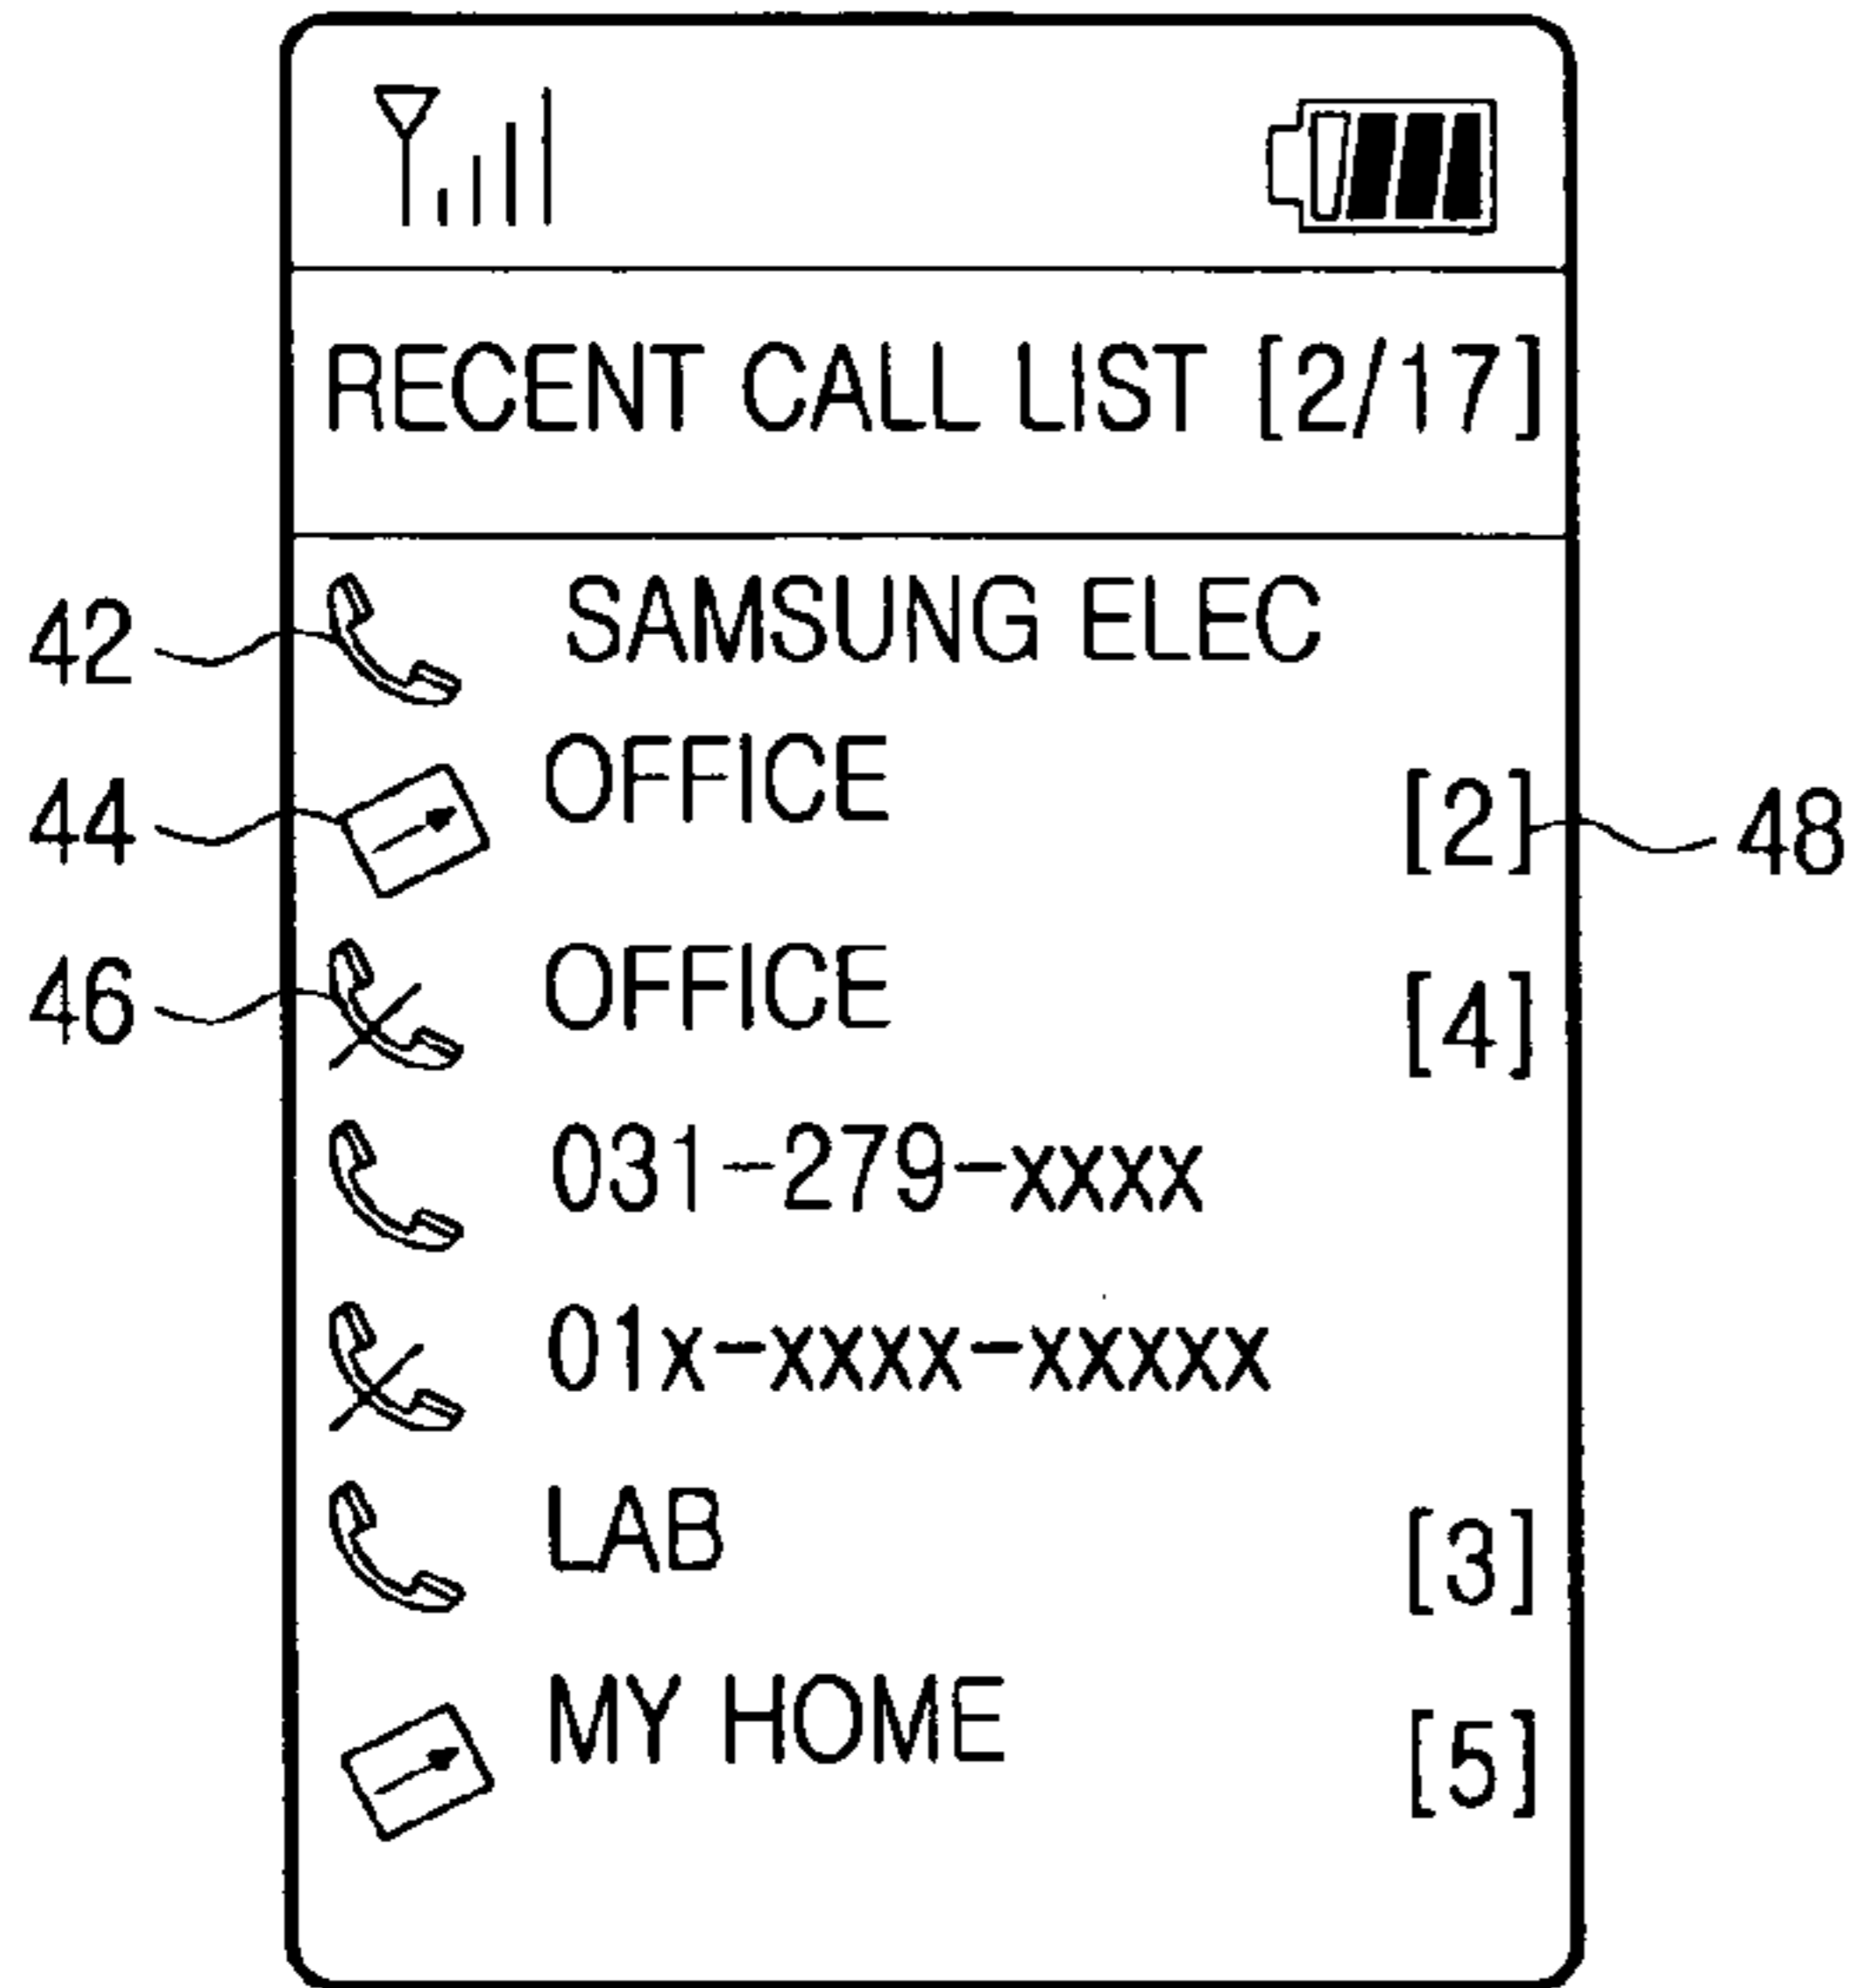 RECENT CALL LIST [2/17]
42 SAMSUNG ELEC
44 OFFICE [2] 48
46 OFFICE [4]
031-279-xxxx
01x-xxxx-xxxxx
LAB [3]
MY HOME [5]